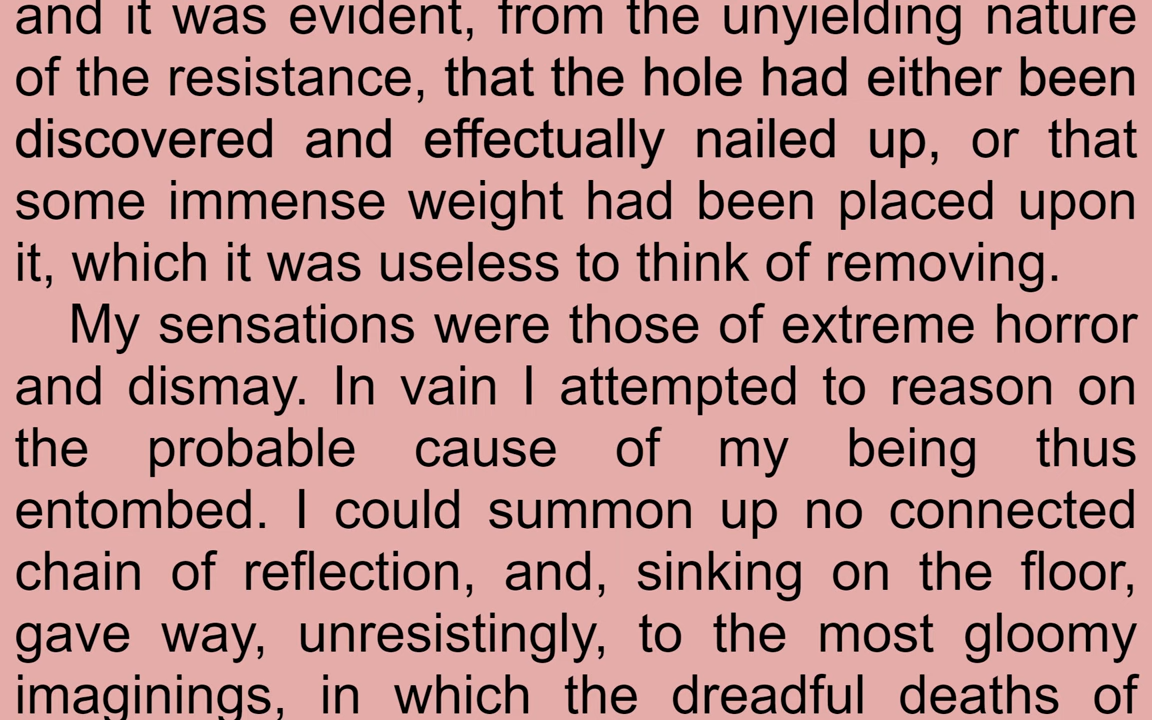 and it was evident, from the unyielding nature
of the resistance, that the hole had either been
discovered and effectually nailed up, or that
some immense weight had been placed upon
it, which it was useless to think of removing.
My sensations were those of extreme horror
and dismay. In vain I attempted to reason on
the probable cause of my being thus
entombed. I could summon up no connected
chain of reflection, and, sinking on the floor,
gave way, unresistingly, to the most gloomy
imaginings, in which the dreadful deaths of